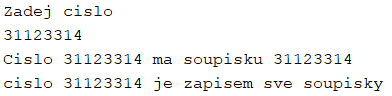 Zadej cislo
31123314
Cislo 31123314 ma soupisku 31123314
cislo 31123314 je zapisem sve soupisky